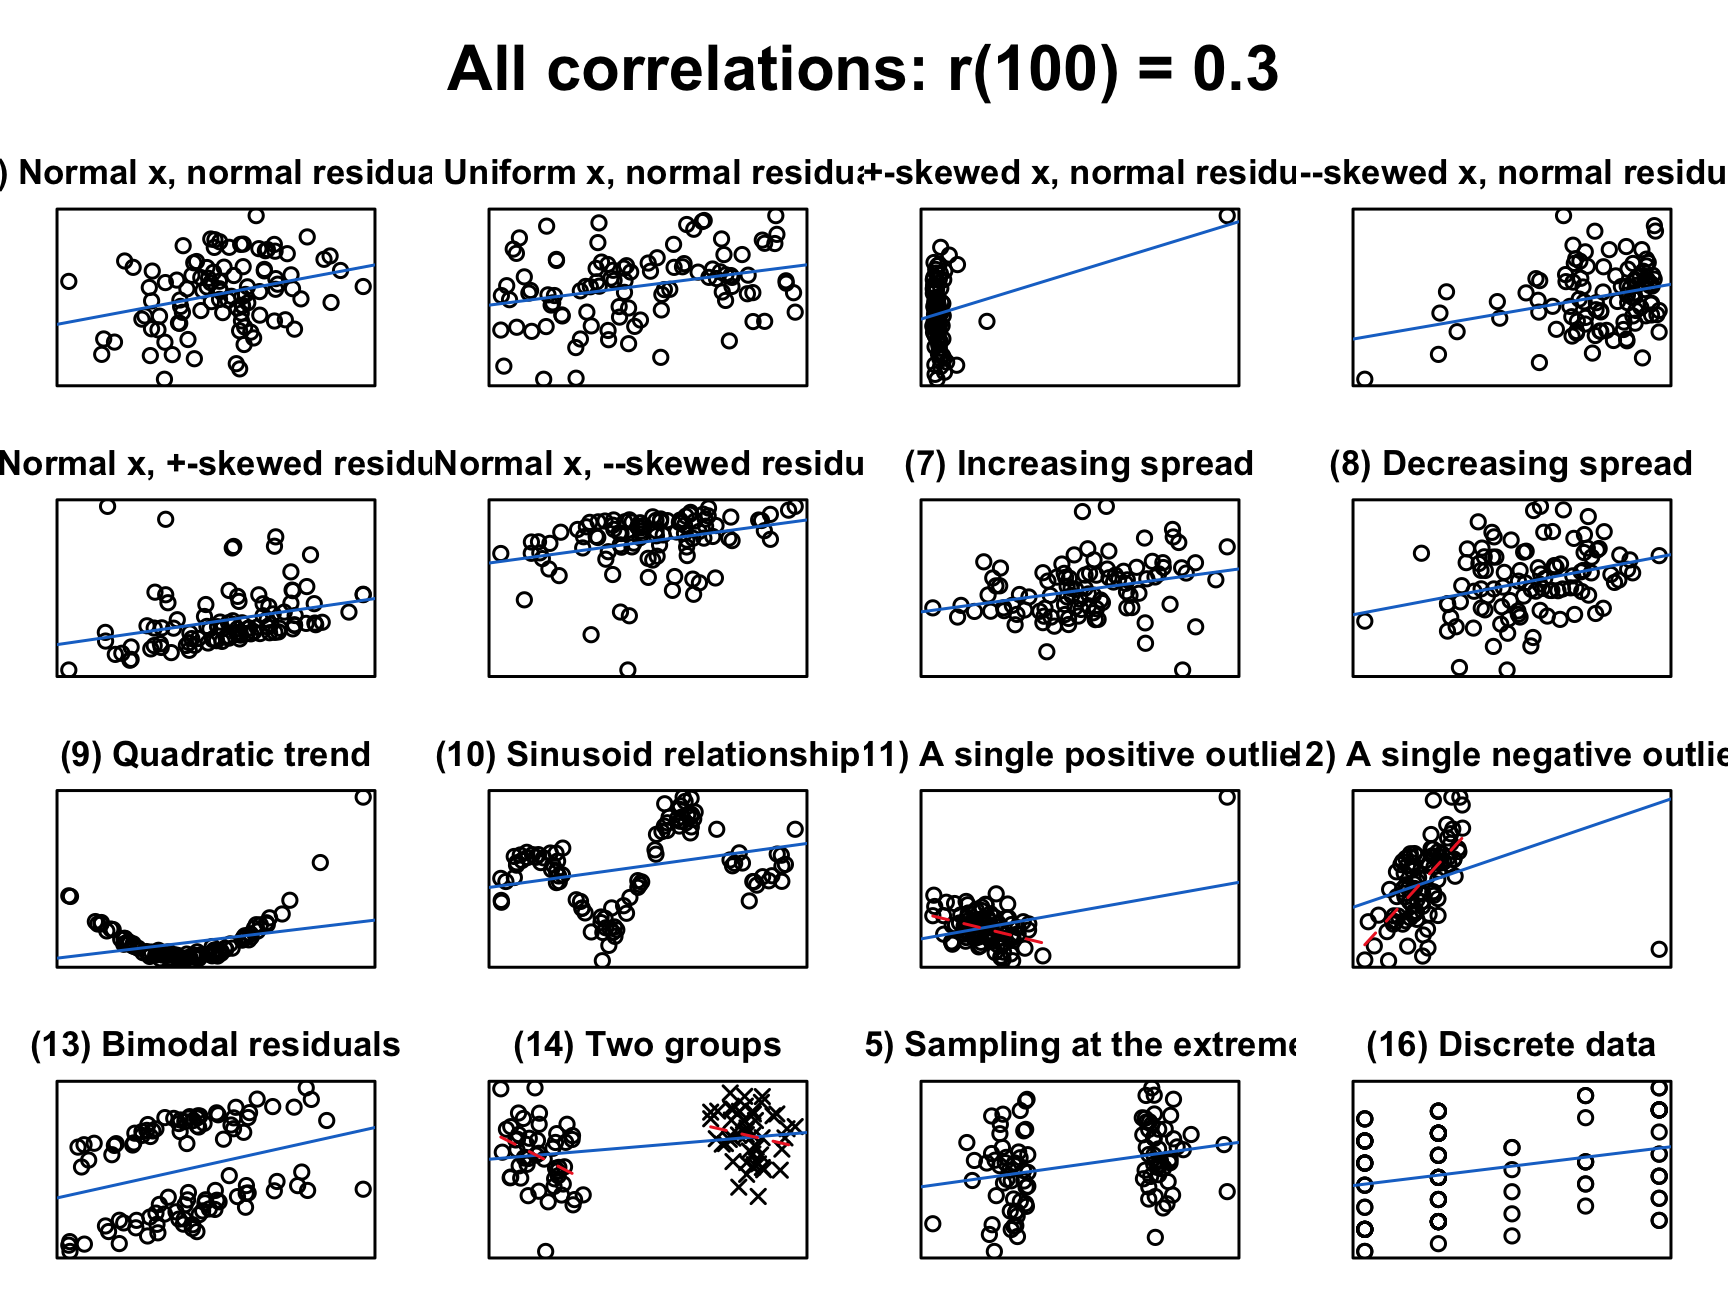 All correlations: r(100) = 0.3
) Normal x, normal residua
Uniform x, normal residua
+-skewed x, normal residu
--skewed x, normal residu
Normal x, +-skewed residu
Normal x, --skewed residu
(7) Increasing spread
(8) Decreasing spread
(9) Quadratic trend
(10) Sinusoid relationship
11) A single positive outlie
12) A single negative outlie
(13) Bimodal residuals
(14) Two groups
5) Sampling at the extreme
(16) Discrete data